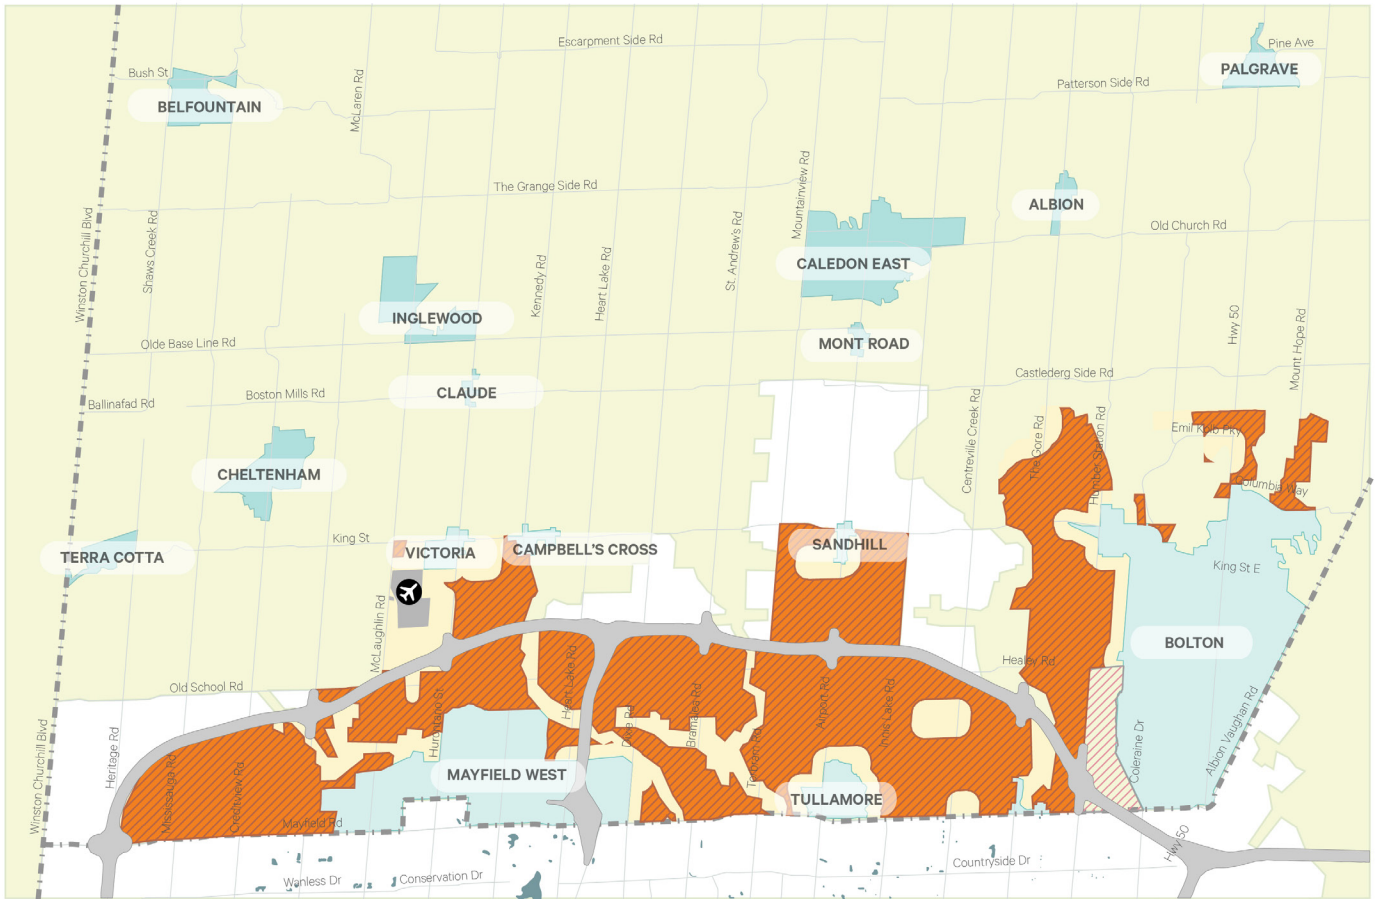 Escarpment Side Rd
Pine Ave
PALGRAVE
Bush St
Patterson Side Rd
BELFOUNTAIN
McLaren Rd
The Grange Side Rd
Mountainview Rd
ALBION
Old Church Rd
Winston Churchill Blvd
Shaws Creek Rd
St. Andrew's Rd
CALEDON EAST
Kennedy Rd
Heart Lake Rd
INGLEWOOD
Hwy 50
Mount Hope Rd
Olde Base Line Rd
MONT ROAD
Castlederg Side Rd
CLAUDE
Boston Mills Rd
Ballinafad Rd
Centreville Creek Rd
The Gore Rd
Humber Station Rd
Emil Kolb Pky
CHELTENHAM
Columbia Way
King St
VICTORIA
CAMPBELL'S CROSS
SANDHILL
TERRA COTTA
King St E
McLaughlin Rd
BOLTON
Healey Rd
Old School Rd
Heart Lake Rd
Hurontario St
Dixie Rd
Bramalea Rd
Airport Rd
Innis Lake Rd
Winston Churchill Blvd
Heritage Rd
Mississauga Rd
Creditview Rd
Torbram Rd
Coleraine Dr
Albion Vaughan Rd
MAYFIELD WEST
TULLAMORE
Mayfield Rd
Hwy 50
Countryside Dr
Wanless Dr
Conservation Dr